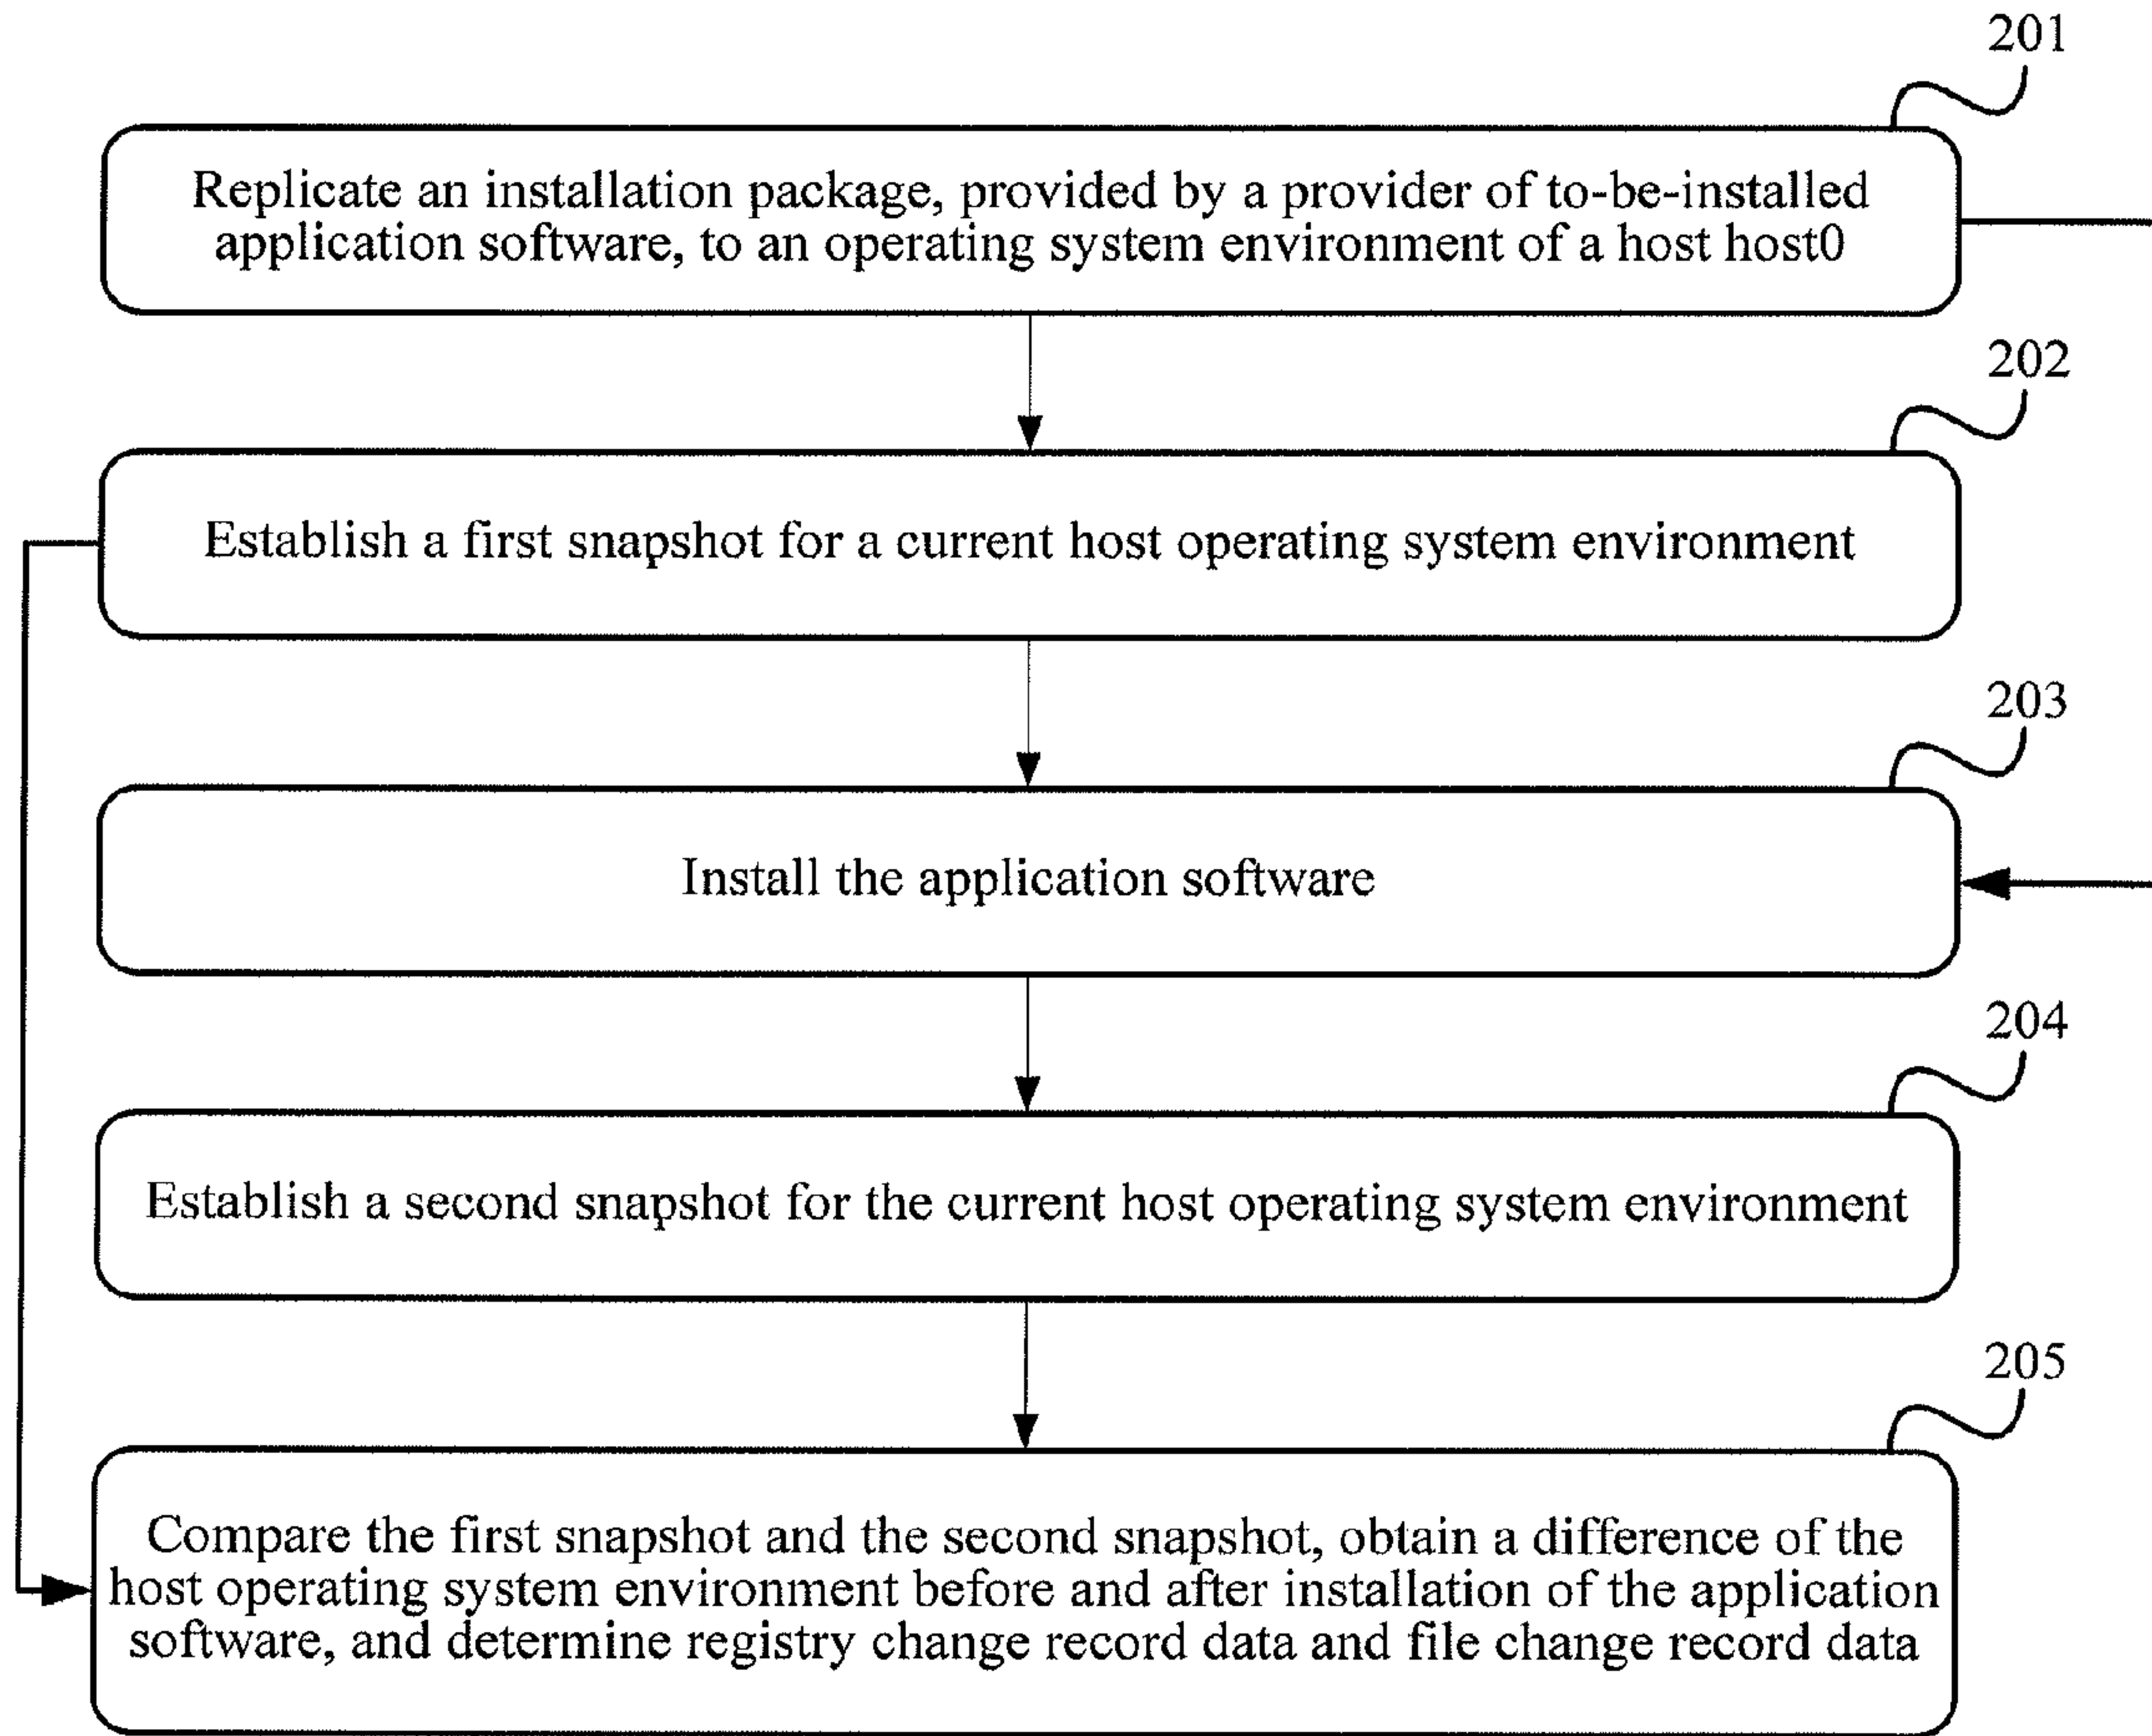 201
Replicate an installation package, provided by a provider of to-be-installed
application software, to an operating system environment of a host host0
202
Establish a first snapshot for a current host operating system environment
203
Install the application software
204
Establish a second snapshot for the current host operating system environment
205
Compare the first snapshot and the second snapshot, obtain a difference of the
host operating system environment before and after installation of the application
software, and determine registry change record data and file change record data